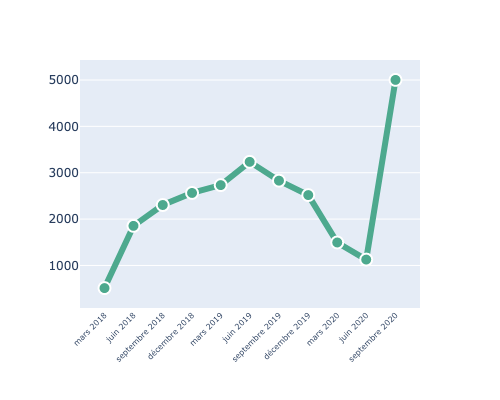 5000
4000
3000
2000
1000
mars 2018
juin 2018
septembre 2018
décembre 2018
mars 2019
juin 2019
septembre 2019
décembre 2019
mars 2020
juin 2020
septembre 2020